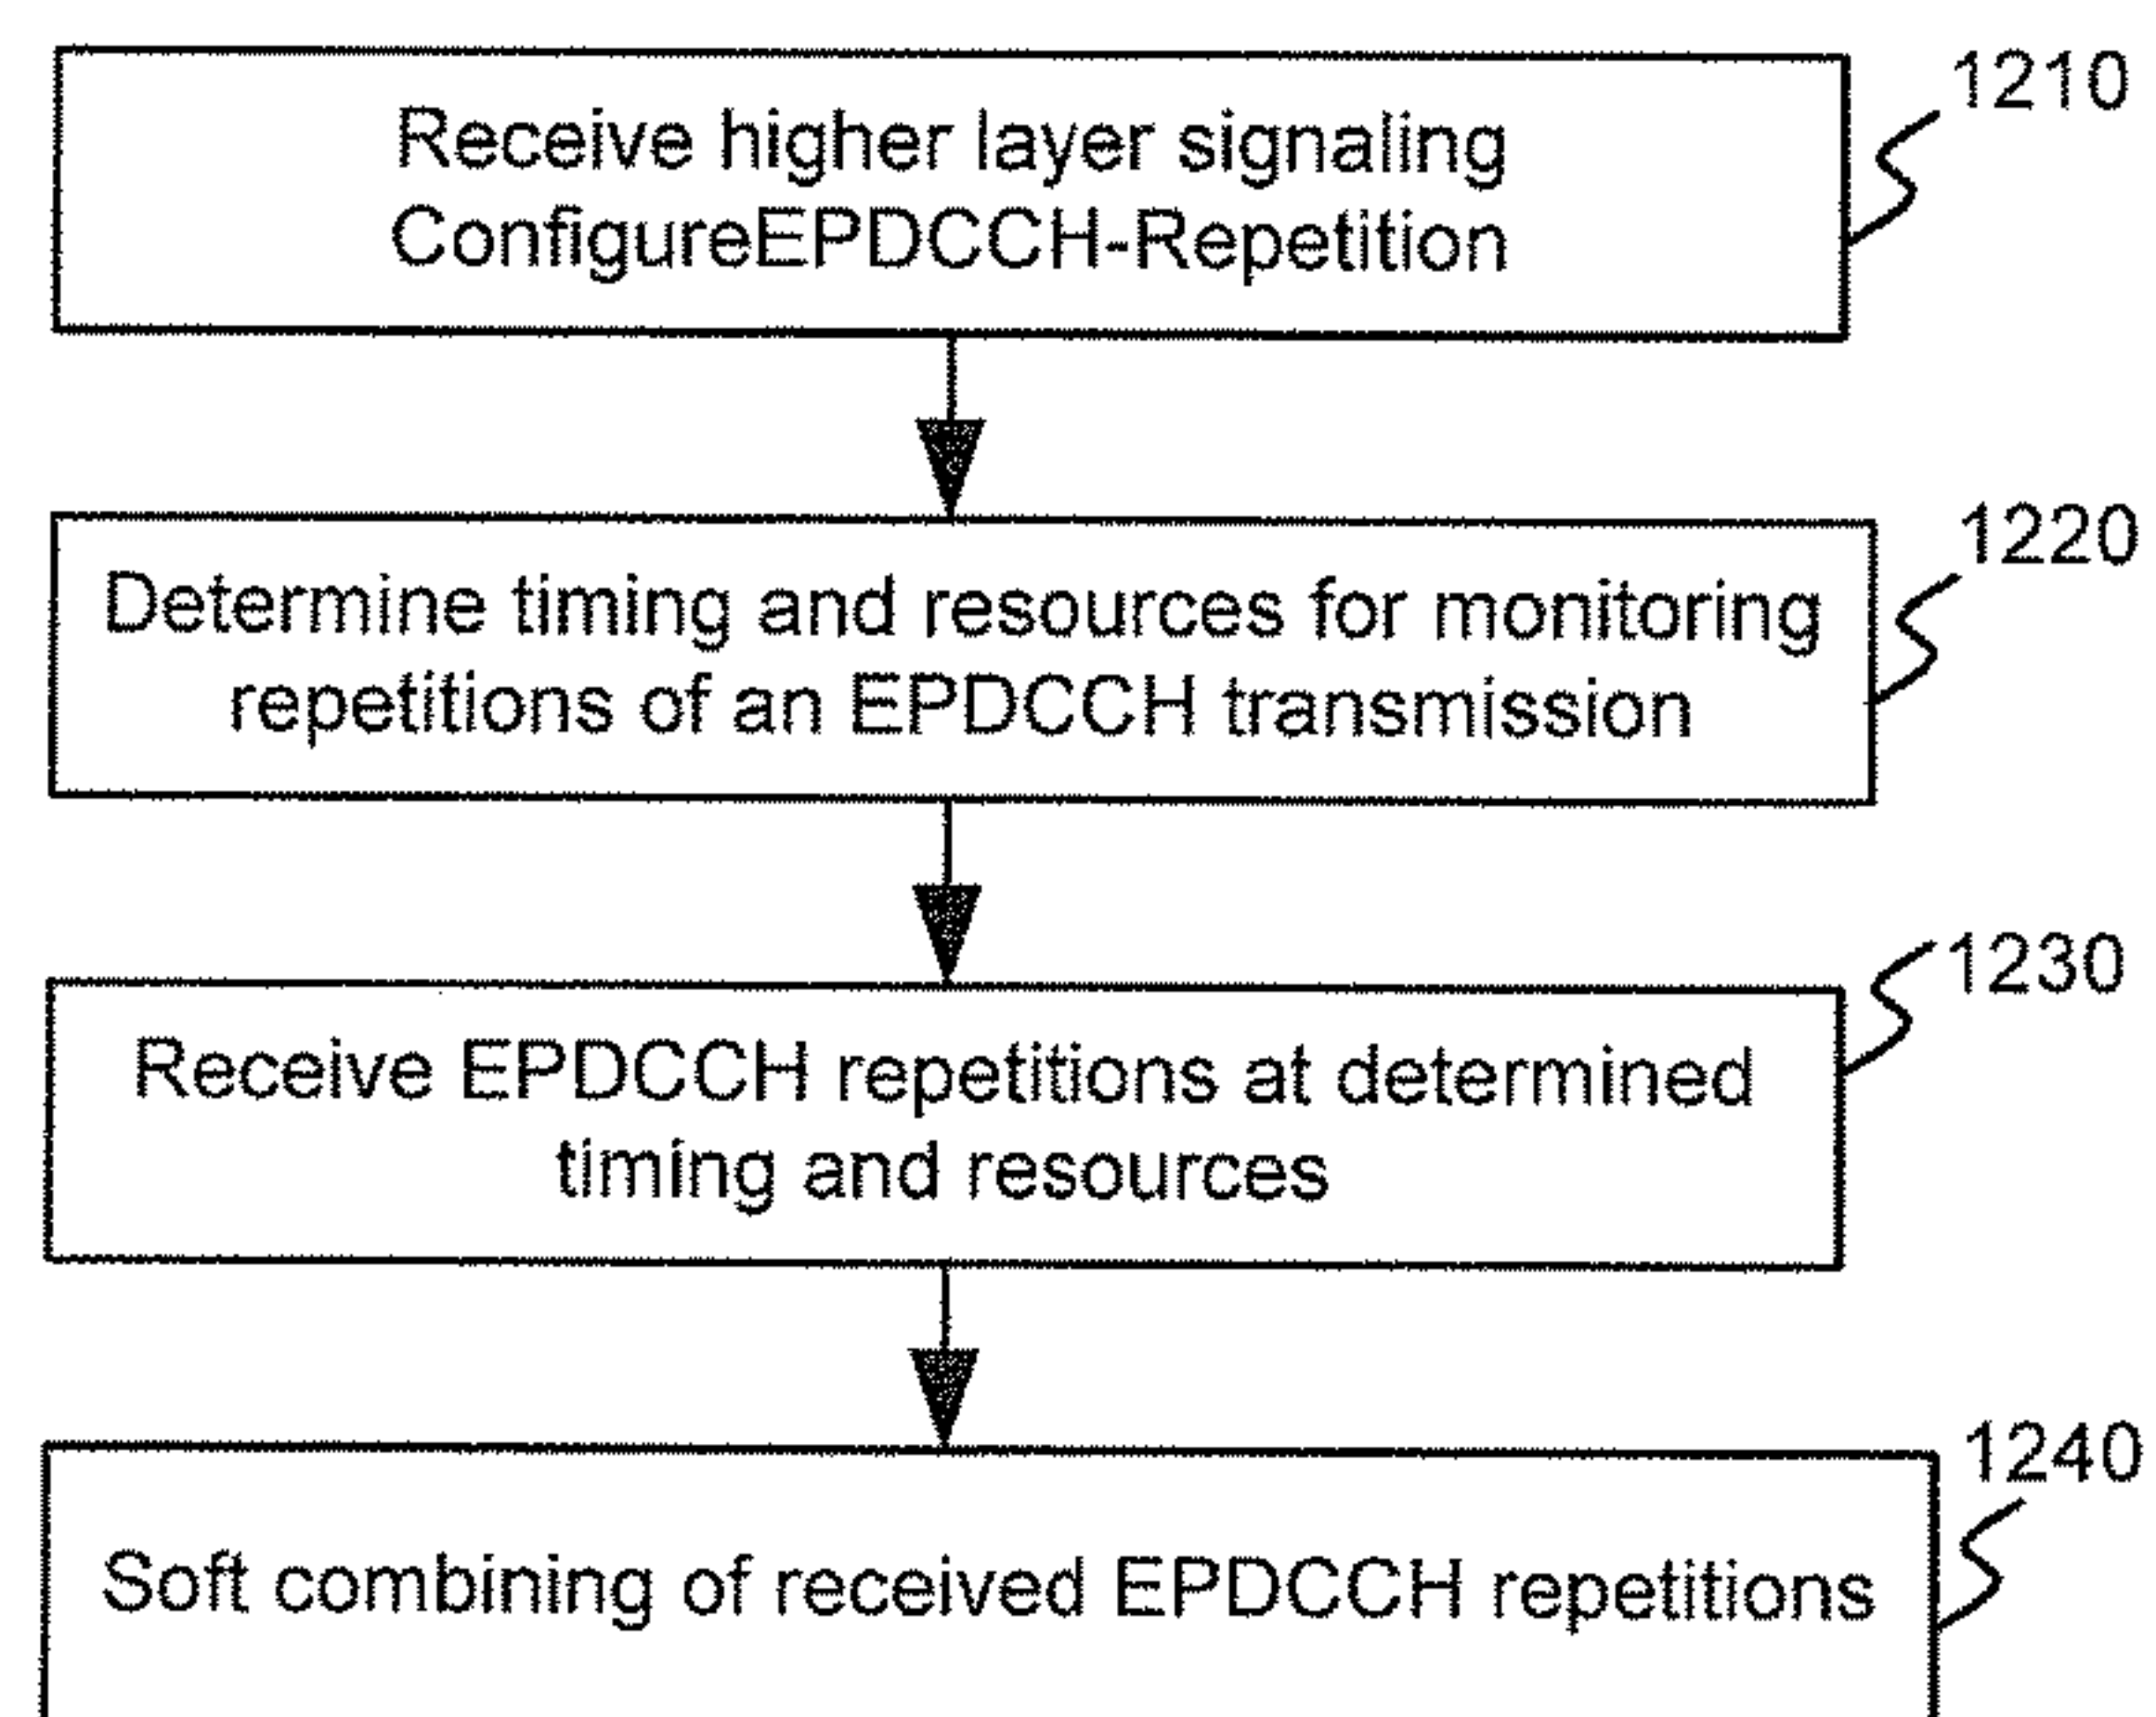 1210
Receive higher layer signaling
ConfigureEPDCCH-Repetition
1220
Determine timing and resources for monitoring
repetitions of an EPDCCH transmission
1230
Receive EPDCCH repetitions at determined
timing and resources
1240
Soft combining of received EPDCCH repetitions